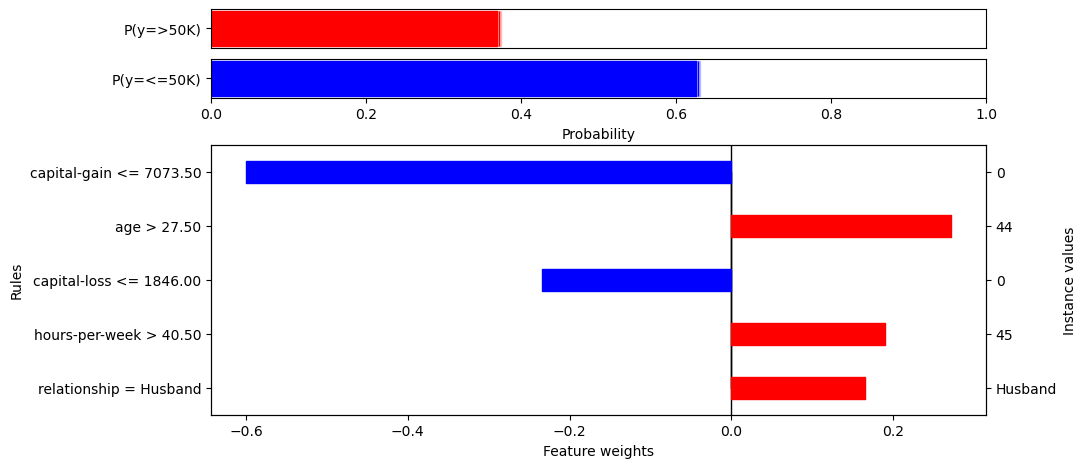 P(y=>50K)
P(y=<=50K)
0.0 0.2 0.4 0.6 0.8 1.0
Probability
capital-gain <= 7073.50 0
age > 27.50 44
capital-loss <= 1846.00 0
hours-per-week > 40.50 45
relationship = Husband Husband
Rules
Instance values
−0.6 −0.4 −0.2 0.0 0.2
Feature weights